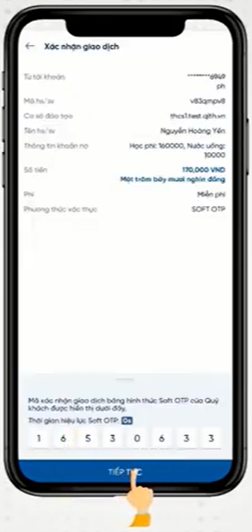 ← Xác nhận giao dịch
Từ tài khoản ********6949
ph
Mã hs/sv v83qmpv8
Cơ sở đào tạo thcs1.test.qlth.vn
Tên hs/sv Nguyễn Hoàng Yến
Thông tin khoản nợ Học phí: 160000, Nước uống:
10000
Số tiền 170,000 VND
Một trăm bảy mươi nghìn đồng
Phí Miễn phí
Phương thức xác thực SOFT OTP
Mã xác nhận giao dịch bằng hình thức Soft OTP của Quý
khách được hiển thị dưới đây.
Thời gian hiệu lực Soft OTP: 0s
1 6 5 3 0 6 3 3
TIẾP TỤC